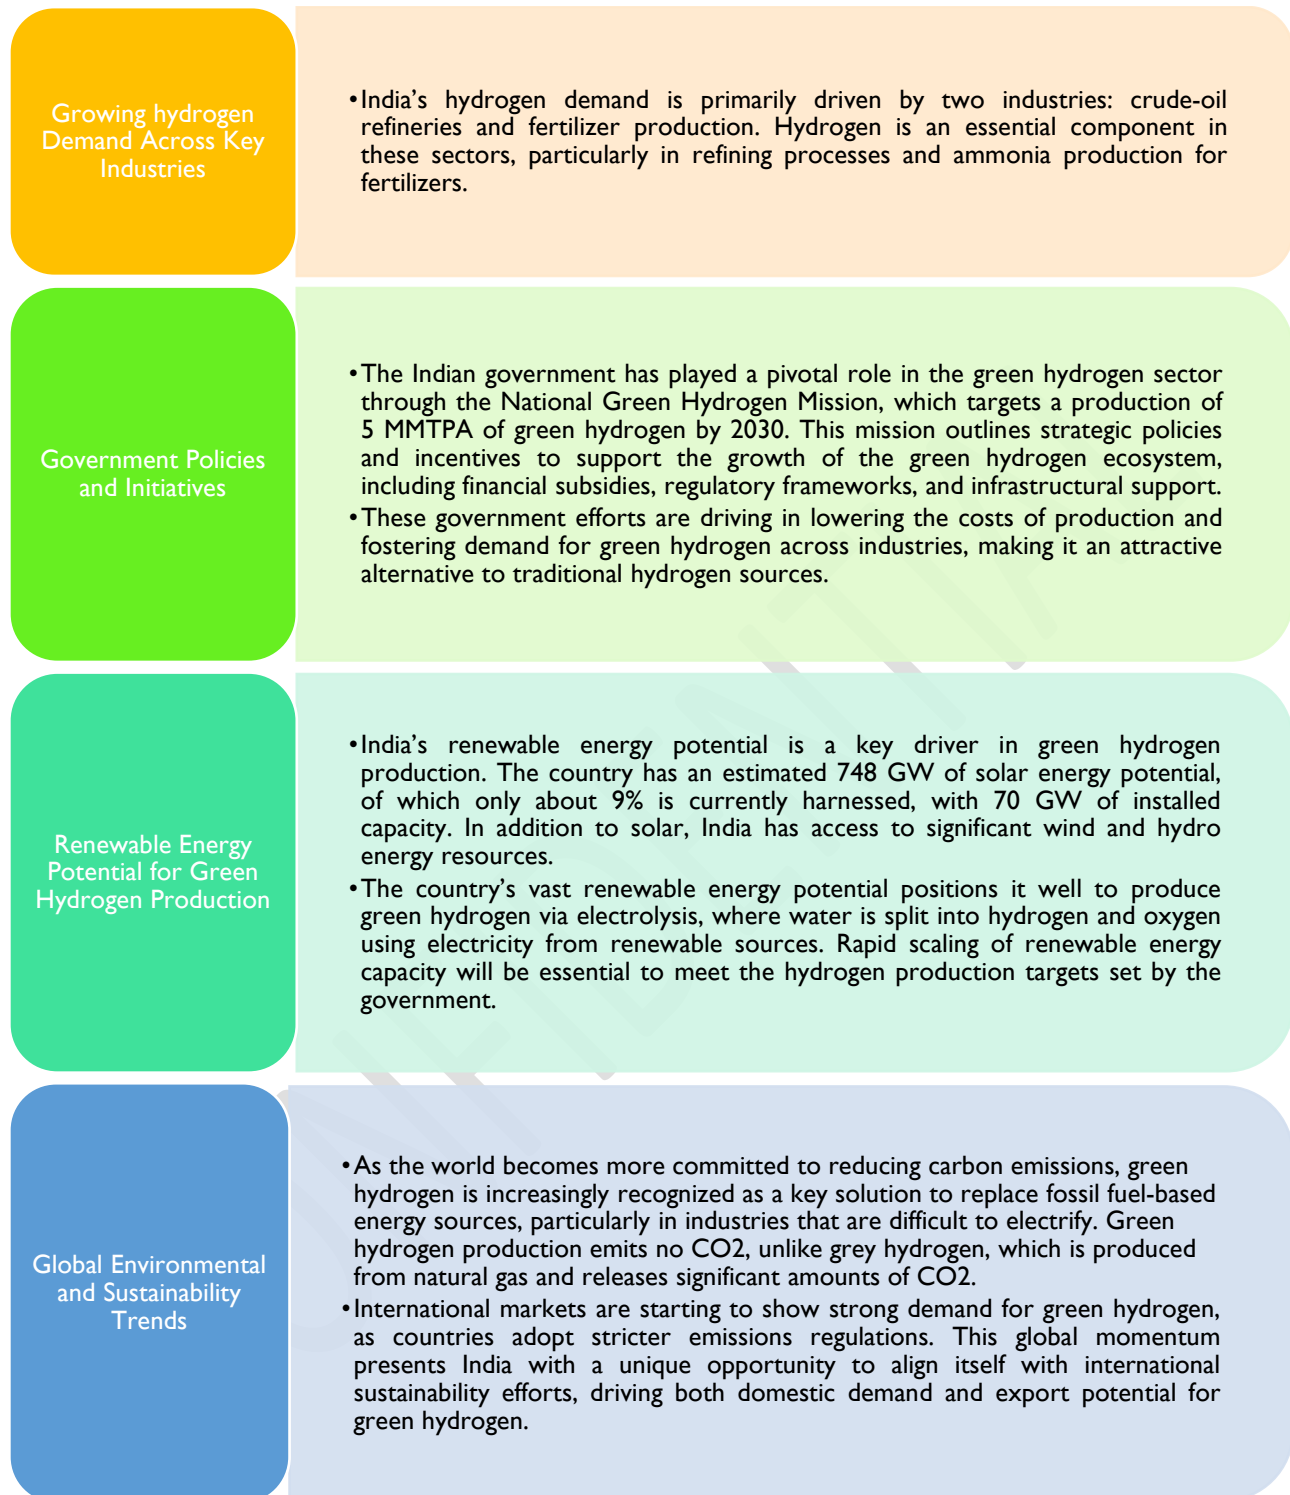 Growing hydrogen
Demand Across Key
Industries
•India’s hydrogen demand is primarily driven by two industries: crude-oil
refineries and fertilizer production. Hydrogen is an essential component in
these sectors, particularly in refining processes and ammonia production for
fertilizers.
Government Policies
and Initiatives
•The Indian government has played a pivotal role in the green hydrogen sector
through the National Green Hydrogen Mission, which targets a production of
5 MMTPA of green hydrogen by 2030. This mission outlines strategic policies
and incentives to support the growth of the green hydrogen ecosystem,
including financial subsidies, regulatory frameworks, and infrastructural support.
•These government efforts are driving in lowering the costs of production and
fostering demand for green hydrogen across industries, making it an attractive
alternative to traditional hydrogen sources.
Renewable Energy
Potential for Green
Hydrogen Production
•India’s renewable energy potential is a key driver in green hydrogen
production. The country has an estimated 748 GW of solar energy potential,
of which only about 9% is currently harnessed, with 70 GW of installed
capacity. In addition to solar, India has access to significant wind and hydro
energy resources.
•The country’s vast renewable energy potential positions it well to produce
green hydrogen via electrolysis, where water is split into hydrogen and oxygen
using electricity from renewable sources. Rapid scaling of renewable energy
capacity will be essential to meet the hydrogen production targets set by the
government.
Global Environmental
and Sustainability
Trends
•As the world becomes more committed to reducing carbon emissions, green
hydrogen is increasingly recognized as a key solution to replace fossil fuel-based
energy sources, particularly in industries that are difficult to electrify. Green
hydrogen production emits no CO2, unlike grey hydrogen, which is produced
from natural gas and releases significant amounts of CO2.
•International markets are starting to show strong demand for green hydrogen,
as countries adopt stricter emissions regulations. This global momentum
presents India with a unique opportunity to align itself with international
sustainability efforts, driving both domestic demand and export potential for
green hydrogen.